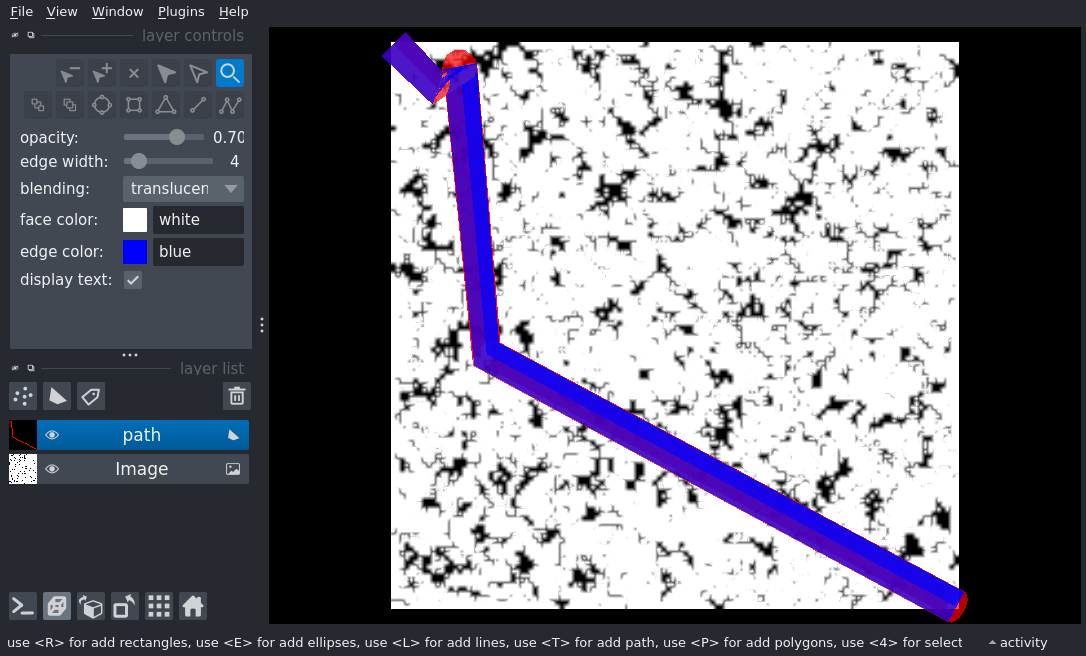 File View Window Plugins Help
layer controls
opacity: 0.70
edge width: 4
blending: translucen
face color: white
edge color: blue
display text:
layer list
path
Image
use <R> for add rectangles, use <E> for add ellipses, use <L> for add lines, use <T> for add path, use <P> for add polygons, use <4> for select
activity